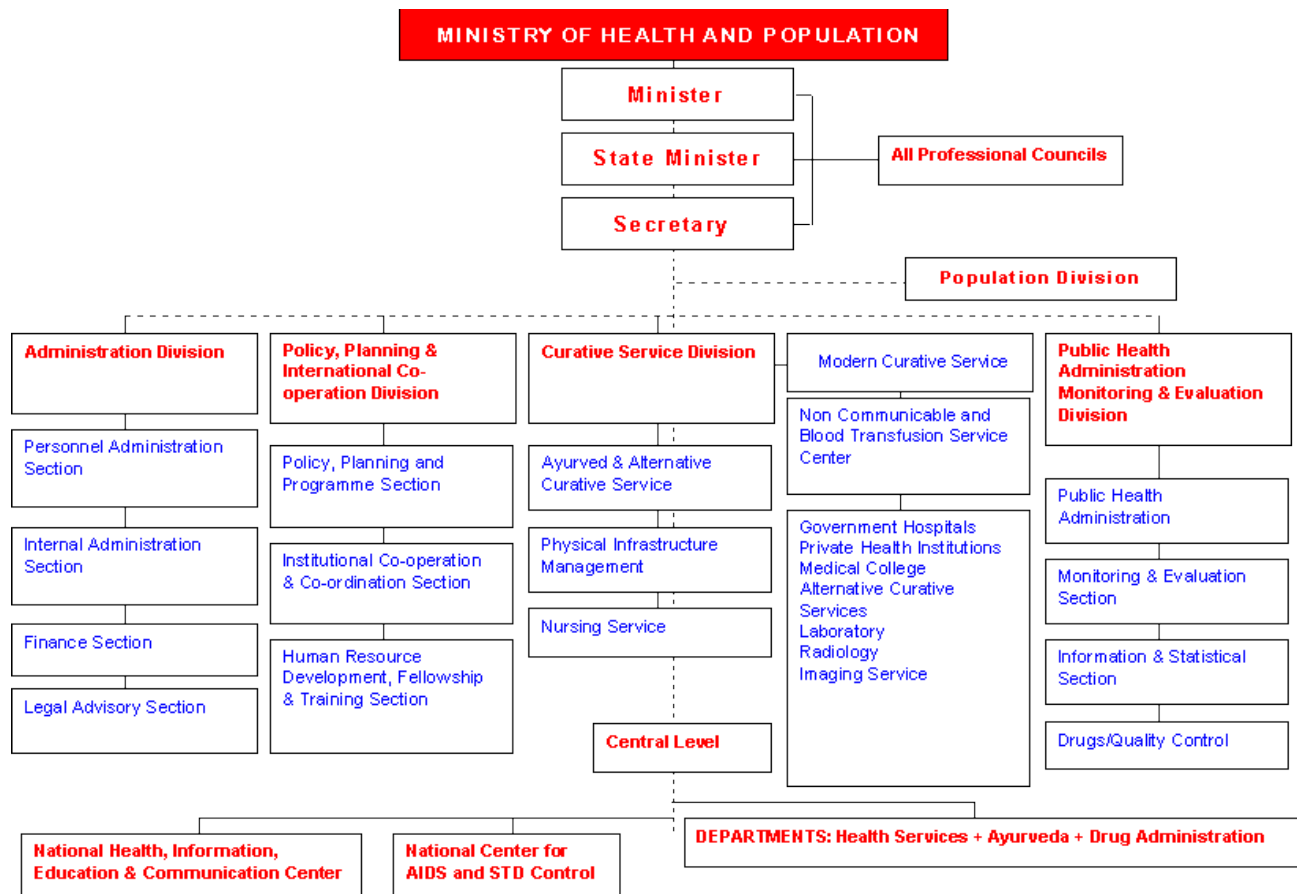 MINISTRY OF HEALTH AND POPULATION
Minister
State Minister
All Professional Councils
Secretary
Population Division
Administration Division
Personnel Administration
Section
Internal Administration
Section
Finance Section
Legal Advisory Section
Policy, Planning &
International Co-
operation Division
Policy, Planning and
Programme Section
Institutional Co-operation
& Co-ordination Section
Human Resource
Development, Fellowship
& Training Section
Curative Service Division
Ayurved & Alternative
Curative Service
Physical Infrastructure
Management
Nursing Service
Modern Curative Service
Non Communicable and
Blood Transfusion Service
Center
Government Hospitals
Private Health Institutions
Medical College
Alternative Curative
Services
Laboratory
Radiology
Imaging Service
Public Health
Administration
Monitoring & Evaluation
Division
Public Health
Administration
Monitoring & Evaluation
Section
Information & Statistical
Section
Drugs/Quality Control
Central Level
National Health, Information,
Education & Communication Center
National Center for
AIDS and STD Control
DEPARTMENTS: Health Services + Ayurveda + Drug Administration